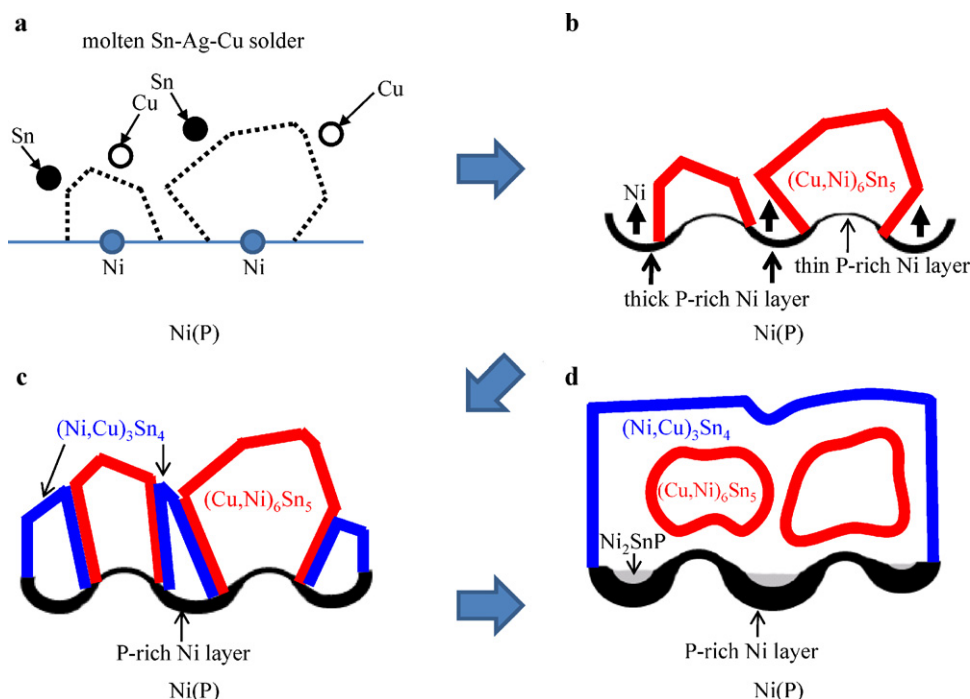 a
molten Sn-Ag-Cu solder
Sn
Cu
Sn
Cu
Ni
Ni
Ni(P)
b
Ni
(Cu,Ni)6Sn5
thin P-rich Ni layer
thick P-rich Ni layer
Ni(P)
c
(Ni,Cu)3Sn4
(Cu,Ni)6Sn5
P-rich Ni layer
Ni(P)
d
(Ni,Cu)3Sn4
(Cu,Ni)6Sn5
Ni2SnP
P-rich Ni layer
Ni(P)